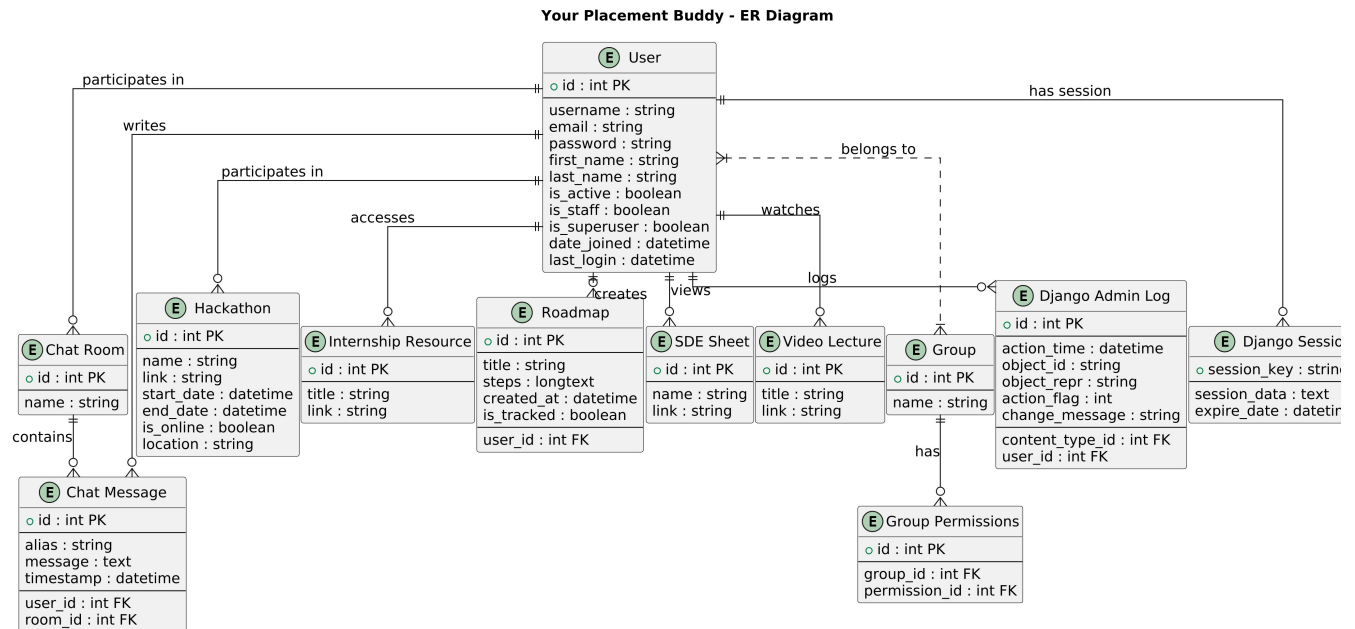 Your Placement Buddy - ER Diagram
E User
id : int PK
username : string
email : string
password : string
first_name : string
last_name : string
is_active : boolean
is_staff : boolean
is_superuser : boolean
date_joined : datetime
last_login : datetime
participates in
writes
participates in
accesses
has session
belongs to
watches
logs
creates
views
E Chat Room
id : int PK
name : string
contains
E Chat Message
id : int PK
alias : string
message : text
timestamp : datetime
user_id : int FK
room_id : int FK
E Hackathon
id : int PK
name : string
link : string
start_date : datetime
end_date : datetime
is_online : boolean
location : string
E Internship Resource
id : int PK
title : string
link : string
E Roadmap
id : int PK
title : string
steps : longtext
created_at : datetime
is_tracked : boolean
user_id : int FK
E SDE Sheet
id : int PK
name : string
link : string
E Video Lecture
id : int PK
title : string
link : string
E Group
id : int PK
name : string
has
E Group Permissions
id : int PK
group_id : int FK
permission_id : int FK
E Django Admin Log
id : int PK
action_time : datetime
object_id : string
object_repr : string
action_flag : int
change_message : string
content_type_id : int FK
user_id : int FK
E Django Sessio
session_key : string
session_data : text
expire_date : datetim